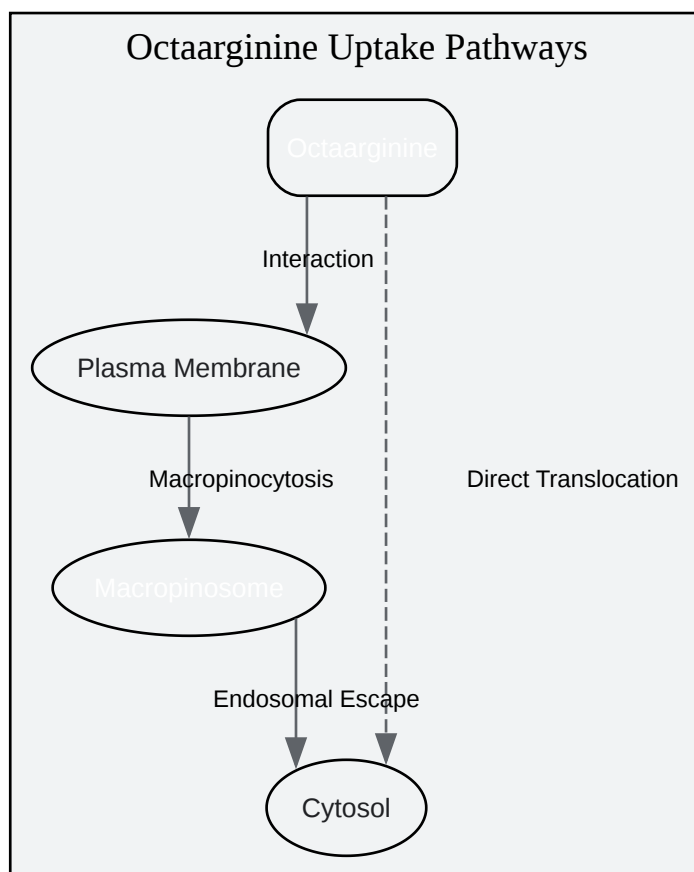 Octaarginine Uptake Pathways
Octaarginine
Interaction
Plasma Membrane
Macropinocytosis
Direct Translocation
Macropinosome
Endosomal Escape
Cytosol